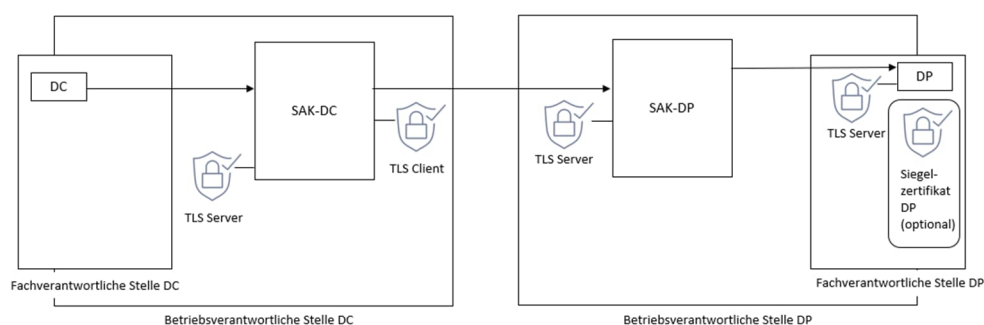 DC
SAK-DC
TLS Server
TLS Client
Fachverantwortliche Stelle DC
Betriebsverantwortliche Stelle DC
SAK-DP
TLS Server
DP
TLS Server
Siegel-
zertifikat
DP
(optional)
Fachverantwortliche Stelle DP
Betriebsverantwortliche Stelle DP